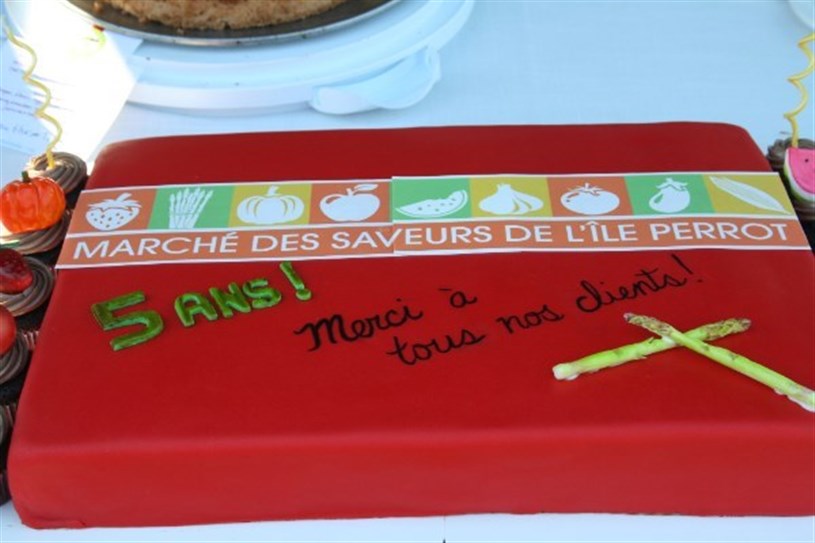 MARCHÉ DES SAVEURS DE L'ÎLE PERROT
5 ANS!
Merci à
tous nos clients!